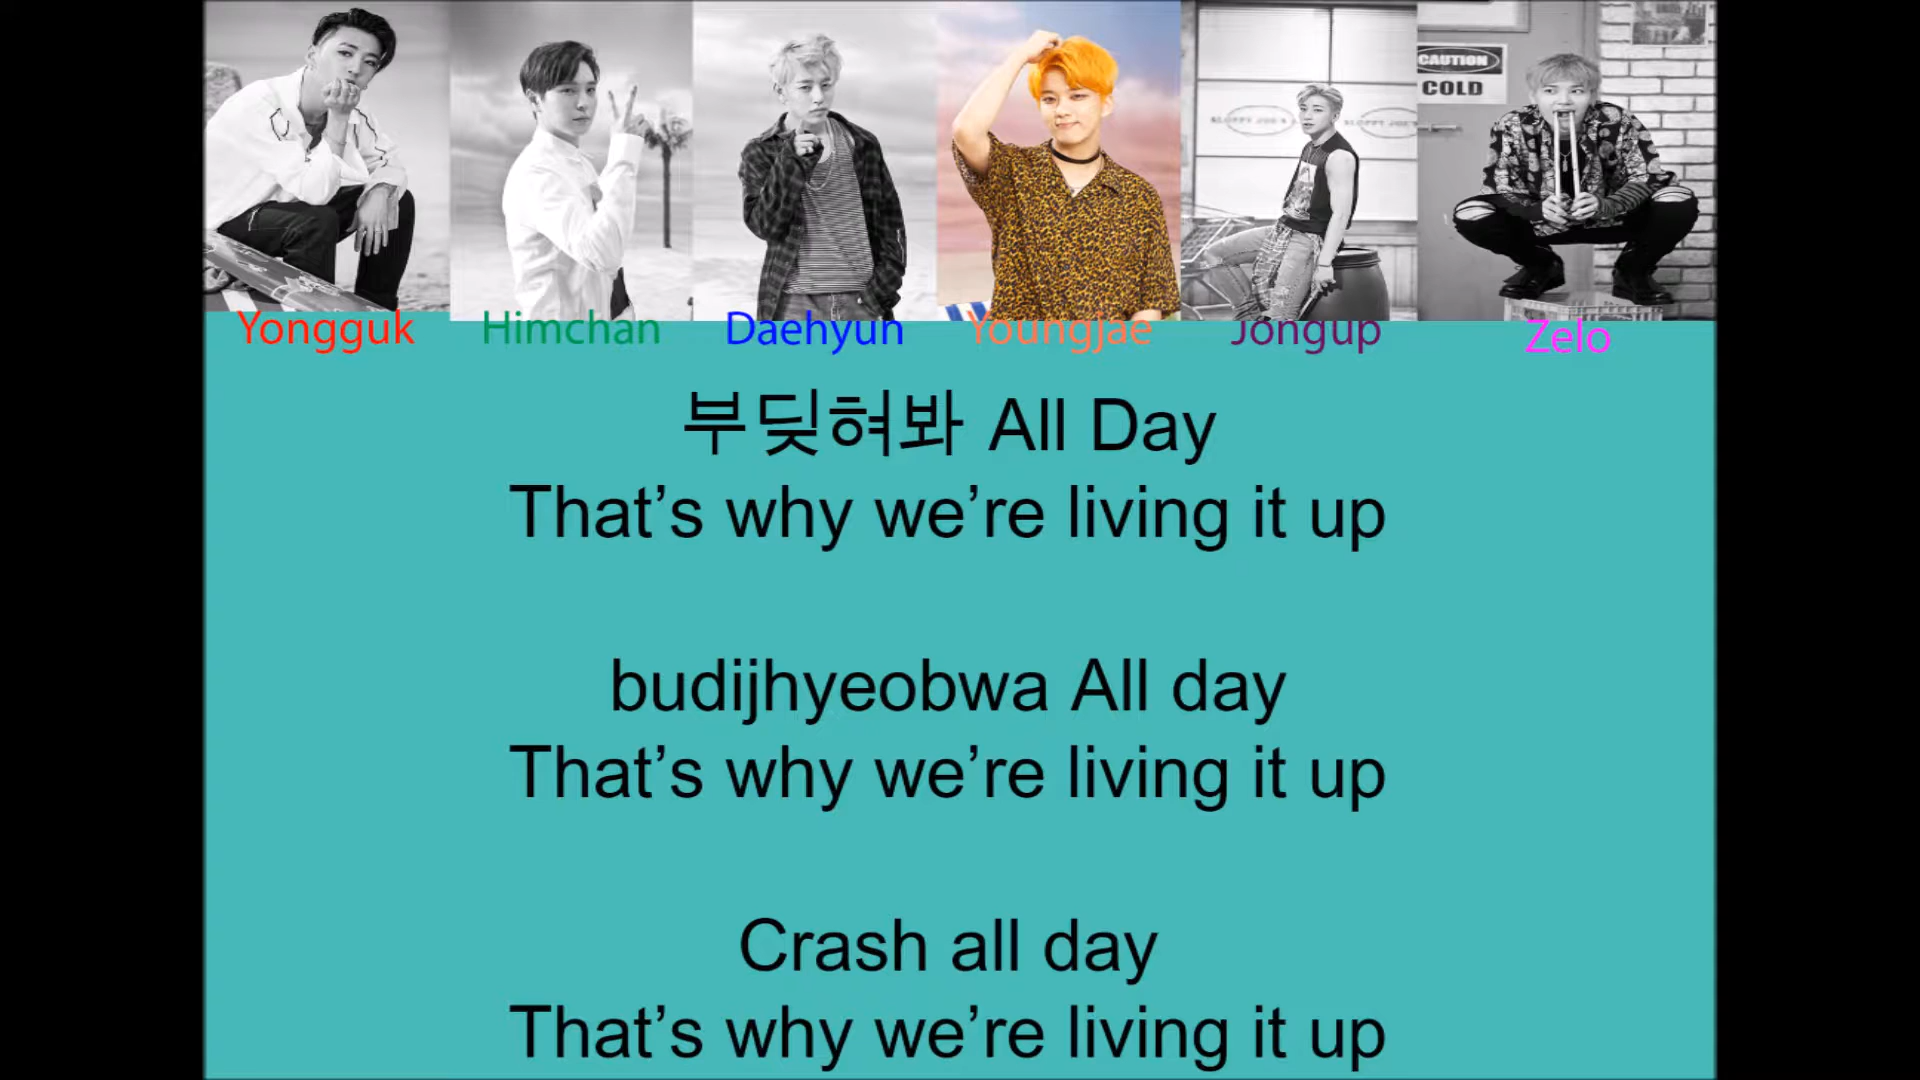 CAUTION
COLD
Yongguk
Himchan
Daehyun
Youngjae
Jongup
Zelo
부딪혀봐 All Day
That’s why we’re living it up
budijhyeobwa All day
That’s why we’re living it up
Crash all day
That’s why we’re living it up